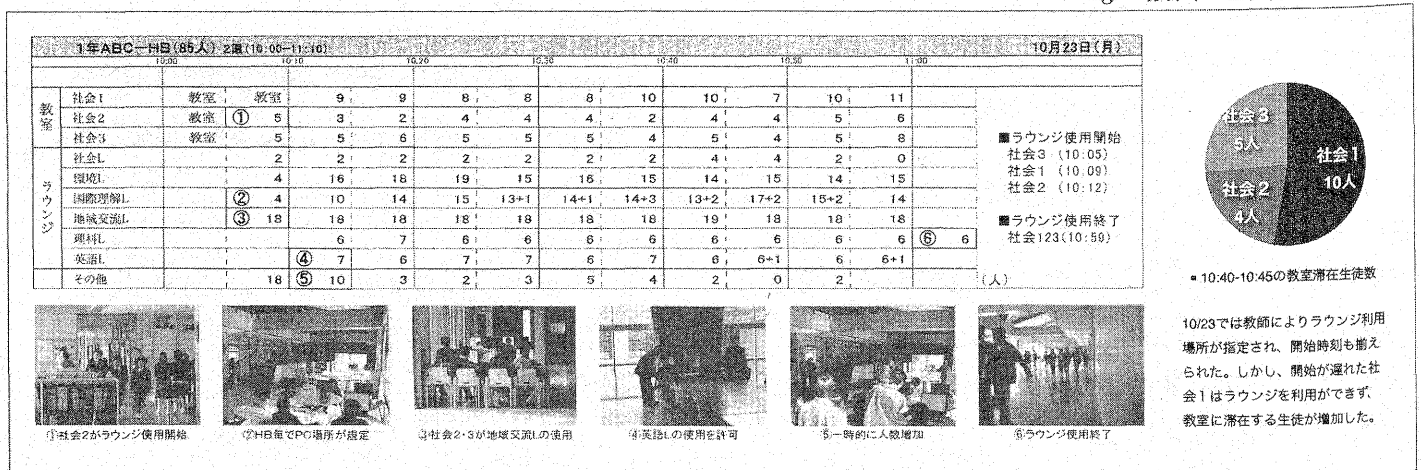 1年ABC－HB(85人) 2限(10:00-11:10) 10月23日(月)
10:00 10:10 10:20 10:30 10:40 10:50 11:00
教室
社会1 教室 教室 9 9 8 8 8 10 10 7 10 11
社会2 教室 ① 5 3 2 4 4 4 2 4 4 5 6
社会3 教室 5 5 6 5 5 5 4 5 4 5 8
ラウンジ
社会L 2 2 2 2 2 2 2 4 4 2 0
環境L 4 16 18 19 15 16 15 14 15 14 15
国際理解L ② 4 10 14 15 13+1 14+1 14+3 13+2 17+2 15+2 14
地域交流L ③ 18 18 18 18 18 18 18 19 18 18 18
理科L 6 7 6 6 6 6 6 6 6 6 ⑥ 6
英語L ④ 7 6 7 7 6 7 6 6+1 6 6+1
その他 18 ⑤ 10 3 2 3 5 4 2 0 2 (人)
■ラウンジ使用開始
社会3 (10:05)
社会1 (10:09)
社会2 (10:12)
■ラウンジ使用終了
社会123(10:59)
社会3
5人
社会1
10人
社会2
4人
■ 10:40-10:45の教室滞在生徒数
10/23では教師によりラウンジ利用
場所が指定され、開始時刻も揃え
られた。しかし、開始が遅れた社
会1はラウンジを利用ができず、
教室に滞在する生徒が増加した。
①社会2がラウンジ使用開始
②HB毎でPC場所が規定
③社会2・3が地域交流Lの使用
④英語Lの使用を許可
⑤一時的に人数増加
⑥ラウンジ使用終了